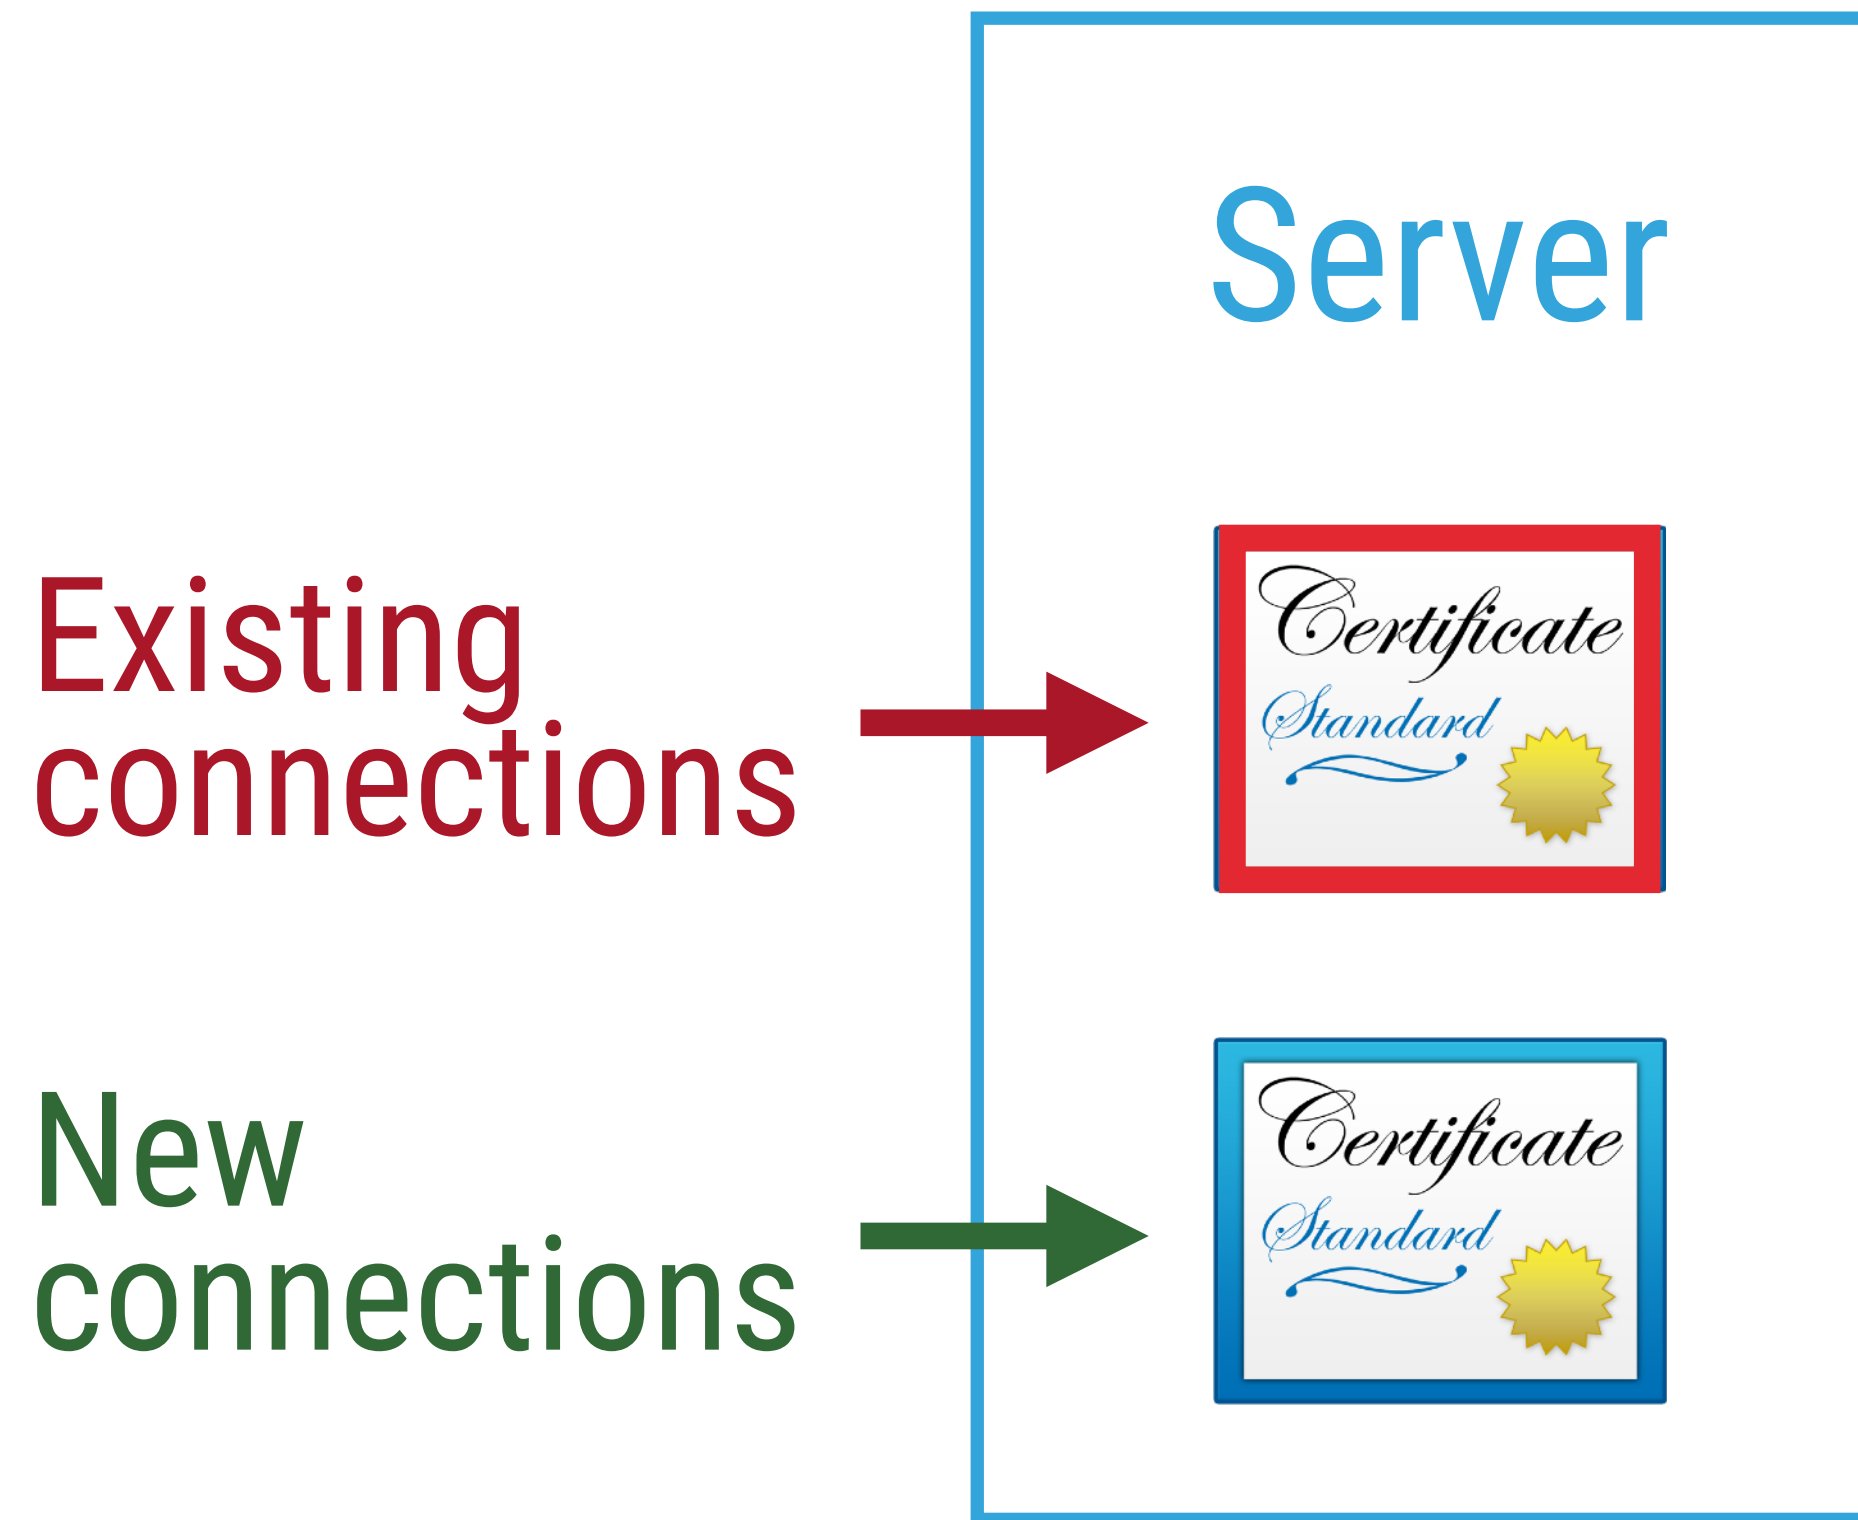 Server
Existing
connections
Certificate
Standard
New
connections
Certificate
Standard